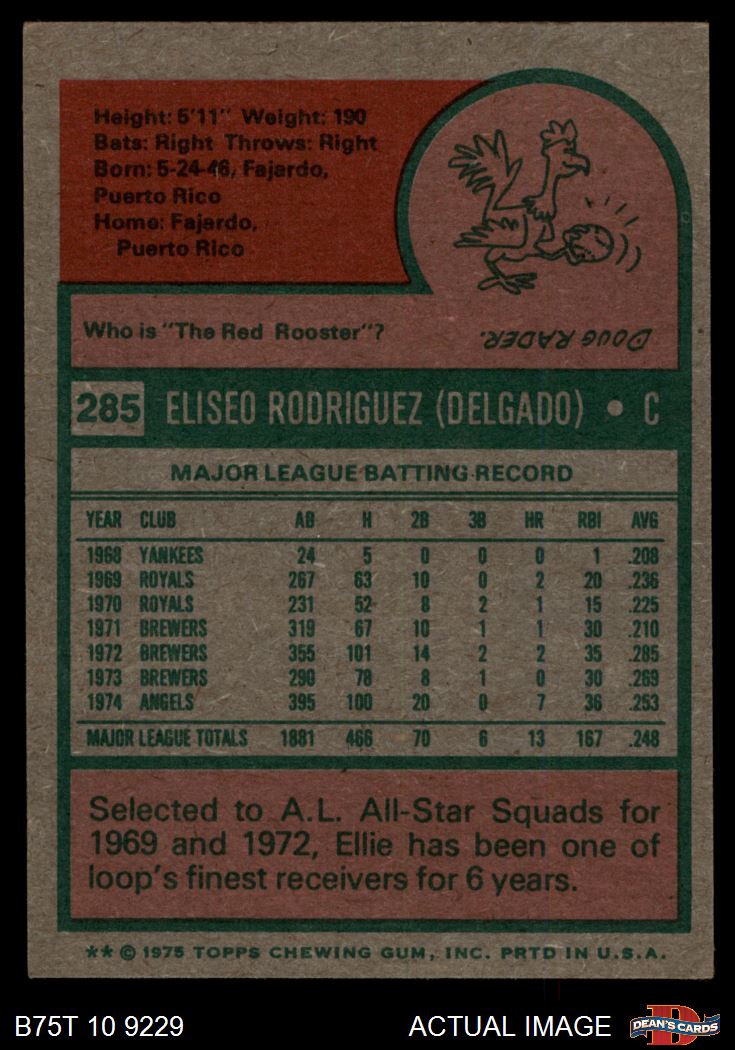 Height: 5'11" Weight: 190
Bats: Right Throws: Right
Born: 5-24-46, Fajardo,
Puerto Rico
Home: Fajardo,
Puerto Rico
Who is "The Red Rooster"?
DOUG RADER.
285 ELISEO RODRIGUEZ (DELGADO) • C
MAJOR LEAGUE BATTING RECORD
YEAR CLUB AB H 2B 3B HR RBI AVG
1968 YANKEES 24 5 0 0 0 1 .208
1969 ROYALS 267 63 10 0 2 20 .236
1970 ROYALS 231 52 8 2 1 15 .225
1971 BREWERS 319 67 10 1 1 30 .210
1972 BREWERS 355 101 14 2 2 35 .285
1973 BREWERS 290 78 8 1 0 30 .269
1974 ANGELS 395 100 20 0 7 36 .253
MAJOR LEAGUE TOTALS 1881 466 70 6 13 167 .248
Selected to A.L. All-Star Squads for
1969 and 1972, Ellie has been one of
loop's finest receivers for 6 years.
** © 1975 TOPPS CHEWING GUM, INC. PRTD IN U.S.A.
B75T 10 9229 ACTUAL IMAGE DEAN'S CARDS